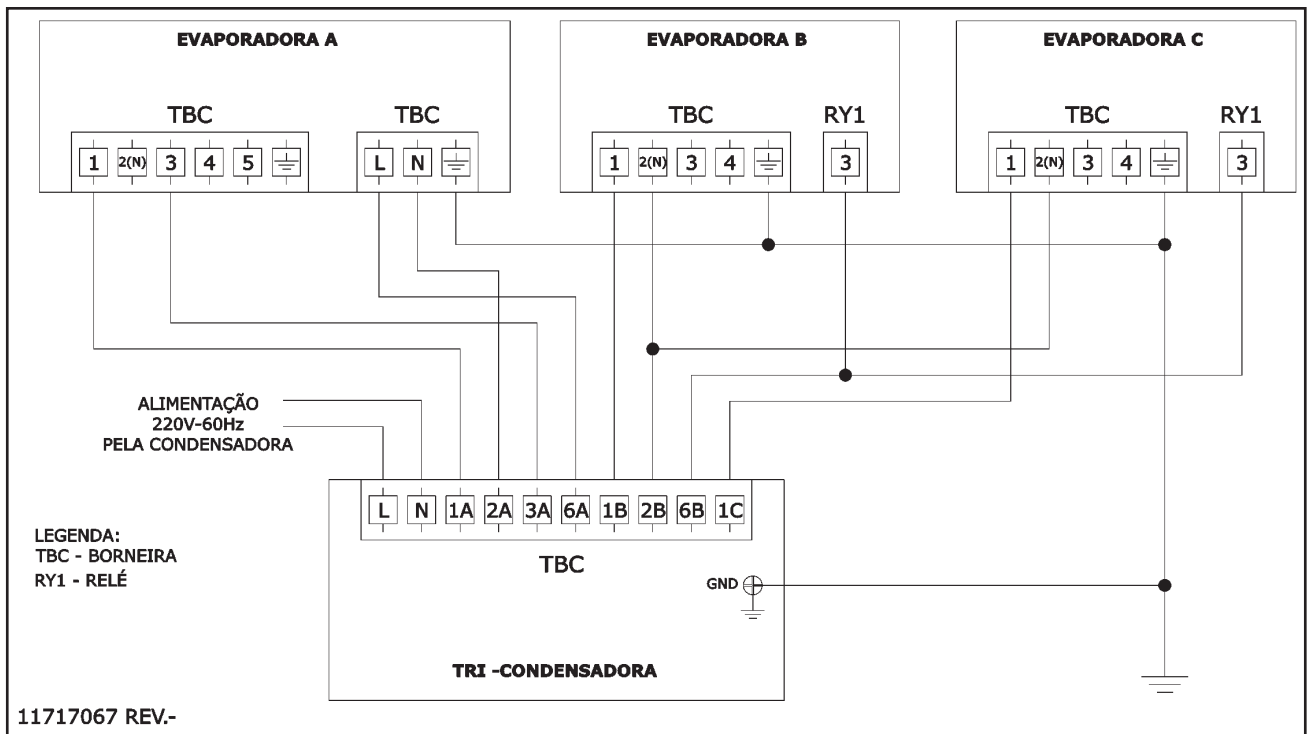 EVAPORADORA A
EVAPORADORA B
EVAPORADORA C
TBC TBC
TBC RY1
TBC RY1
1 2(N) 3 4 5
L N
1 2(N) 3 4
3
1 2(N) 3 4
3
ALIMENTAÇÃO
220V-60Hz
PELA CONDENSADORA
L N 1A 2A 3A 6A 1B 2B 6B 1C
TBC
LEGENDA:
TBC - BORNEIRA
RY1 - RELÉ
GND
TRI -CONDENSADORA
11717067 REV.-